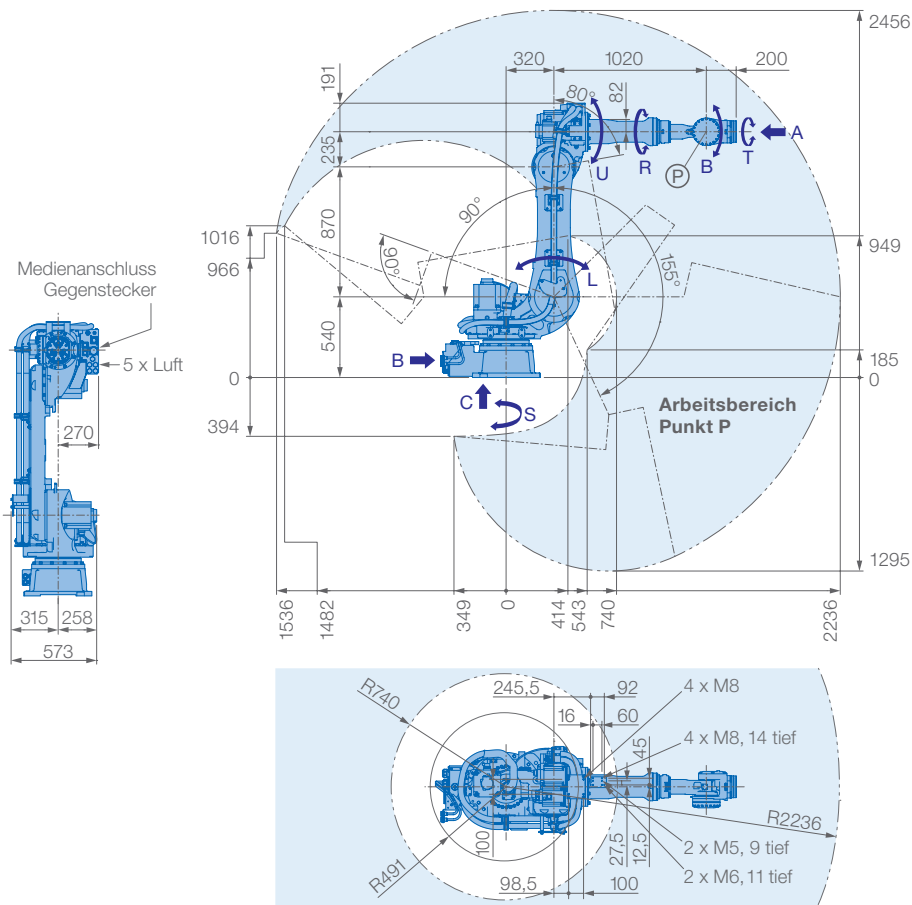 2456
320
1020
200
191
82
80°
A
235
U
R
P
B
T
90°
870
1016
966
90°
155°
949
Medienanschluss
Gegenstecker
L
540
5 x Luft
B
185
0
0
C
S
Arbeitsbereich
Punkt P
394
270
1295
1536
1482
349
0
414
543
740
2236
315
258
573
R740
245,5
92
4 x M8
16
60
4 x M8, 14 tief
45
R2236
100
27,5
12,5
2 x M5, 9 tief
R491
2 x M6, 11 tief
98,5
100